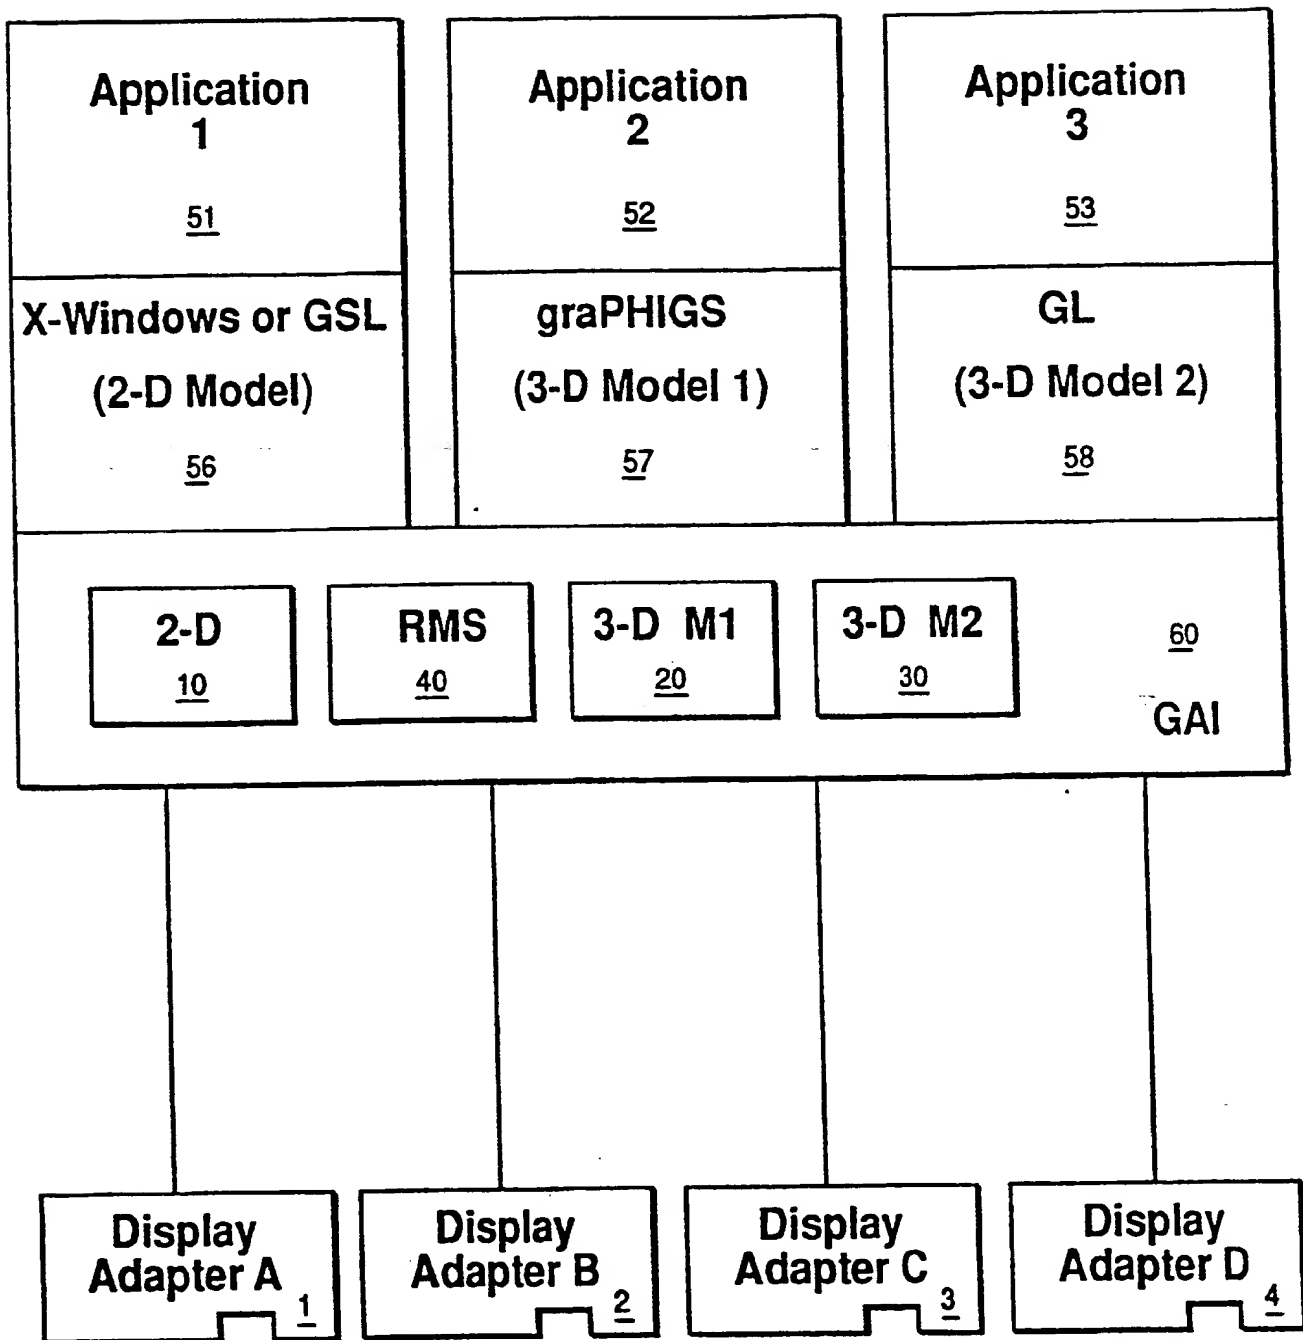 Application
1
51
Application
2
52
Application
3
53
X-Windows or GSL
(2-D Model)
56
graPHIGS
(3-D Model 1)
57
GL
(3-D Model 2)
58
2-D
10
RMS
40
3-D M1
20
3-D M2
30
60
GAI
Display
Adapter A
1
Display
Adapter B
2
Display
Adapter C
3
Display
Adapter D
4